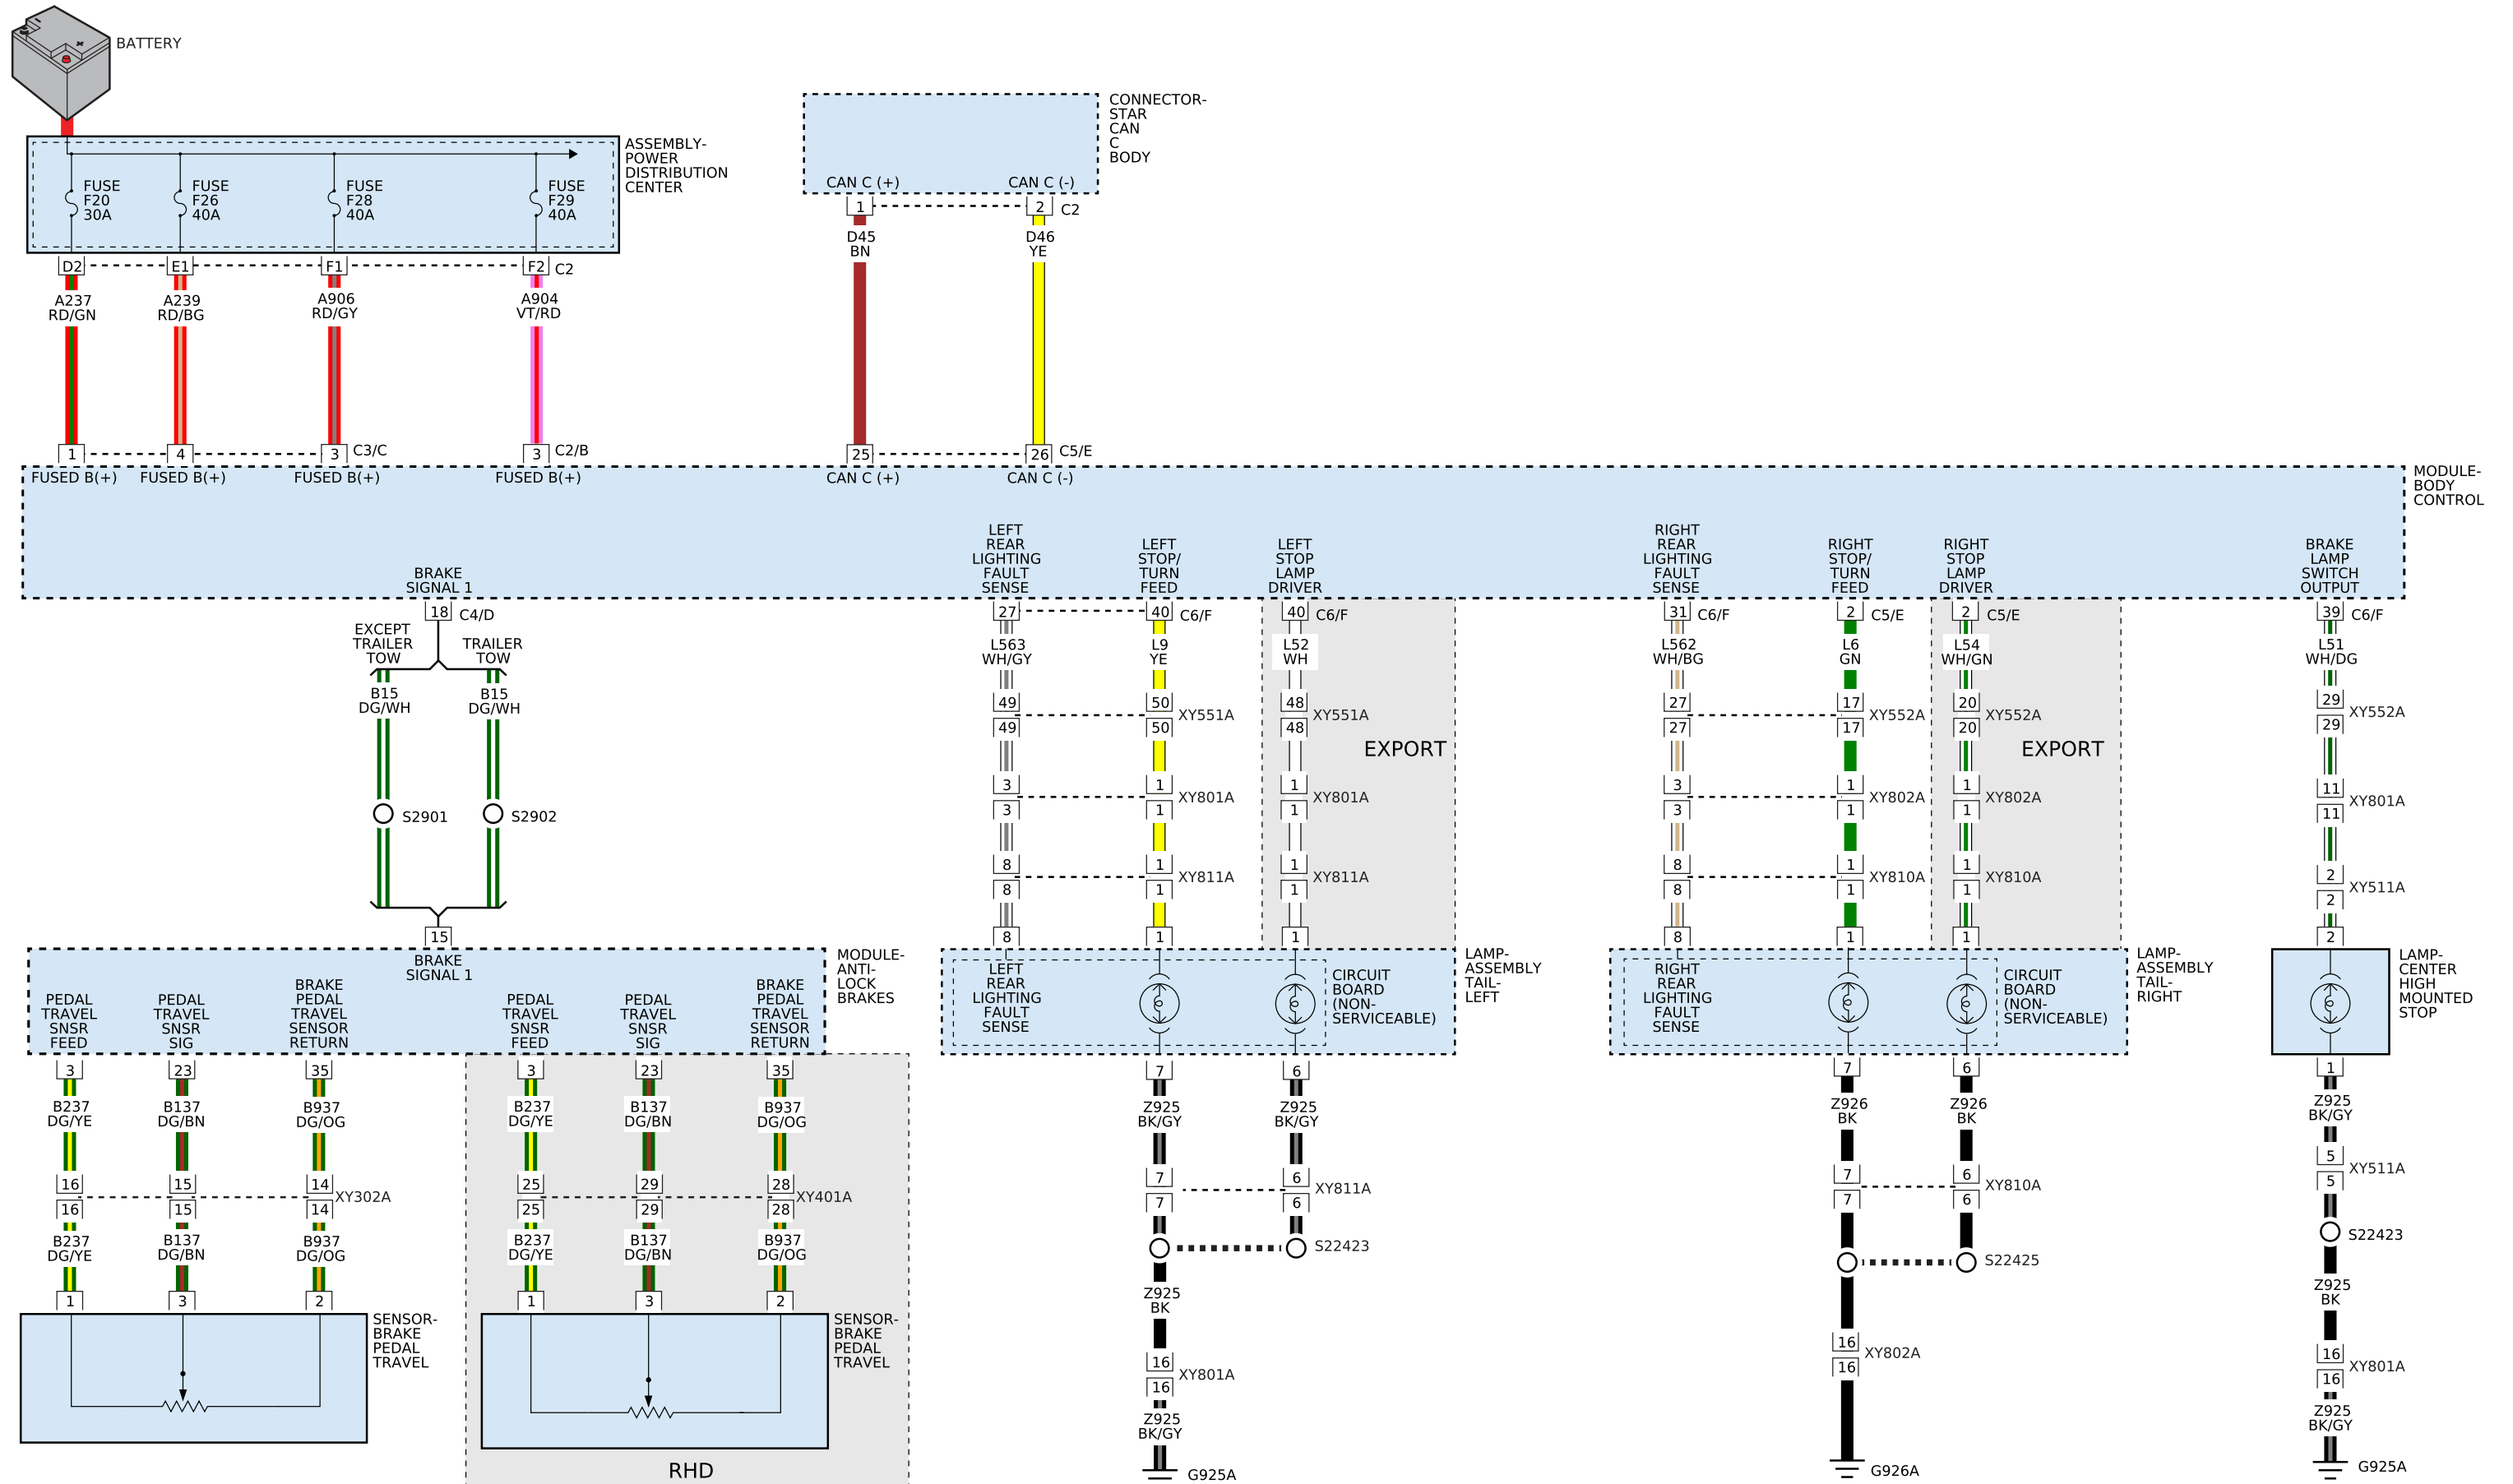 BATTERY
ASSEMBLY-
POWER
DISTRIBUTION
CENTER
FUSE
F20
30A
FUSE
F26
40A
FUSE
F28
40A
FUSE
F29
40A
D2
E1
F1
F2
C2
A237
RD/GN
A239
RD/BG
A906
RD/GY
A904
VT/RD
1
4
3
C3/C
3
C2/B
CONNECTOR-
STAR
CAN
C
BODY
CAN C (+)
CAN C (-)
1
2
C2
D45
BN
D46
YE
25
26
C5/E
FUSED B(+)
FUSED B(+)
FUSED B(+)
FUSED B(+)
CAN C (+)
CAN C (-)
MODULE-
BODY
CONTROL
BRAKE
SIGNAL 1
LEFT
REAR
LIGHTING
FAULT
SENSE
LEFT
STOP/
TURN
FEED
LEFT
STOP
LAMP
DRIVER
RIGHT
REAR
LIGHTING
FAULT
SENSE
RIGHT
STOP/
TURN
FEED
RIGHT
STOP
LAMP
DRIVER
BRAKE
LAMP
SWITCH
OUTPUT
18
C4/D
EXCEPT
TRAILER
TOW
TRAILER
TOW
B15
DG/WH
B15
DG/WH
S2901
S2902
15
27
40
C6/F
40
C6/F
L563
WH/GY
L9
YE
L52
WH
49
50
XY551A
48
XY551A
49
50
48
EXPORT
3
1
XY801A
1
XY801A
3
1
1
8
1
XY811A
1
XY811A
8
1
1
8
1
1
31
C6/F
2
C5/E
2
C5/E
L562
WH/BG
L6
GN
L54
WH/GN
27
17
XY552A
20
XY552A
27
17
20
EXPORT
3
1
XY802A
1
XY802A
3
1
1
8
1
XY810A
1
XY810A
8
1
1
8
1
1
39
C6/F
L51
WH/DG
29
XY552A
29
11
XY801A
11
2
XY511A
2
2
MODULE-
ANTI-
LOCK
BRAKES
BRAKE
SIGNAL 1
PEDAL
TRAVEL
SNSR
FEED
PEDAL
TRAVEL
SNSR
SIG
BRAKE
PEDAL
TRAVEL
SENSOR
RETURN
PEDAL
TRAVEL
SNSR
FEED
PEDAL
TRAVEL
SNSR
SIG
BRAKE
PEDAL
TRAVEL
SENSOR
RETURN
3
23
35
3
23
35
B237
DG/YE
B137
DG/BN
B937
DG/OG
B237
DG/YE
B137
DG/BN
B937
DG/OG
16
15
14
XY302A
16
15
14
25
29
28
XY401A
25
29
28
B237
DG/YE
B137
DG/BN
B937
DG/OG
B237
DG/YE
B137
DG/BN
B937
DG/OG
1
3
2
1
3
2
SENSOR-
BRAKE
PEDAL
TRAVEL
SENSOR-
BRAKE
PEDAL
TRAVEL
RHD
LEFT
REAR
LIGHTING
FAULT
SENSE
CIRCUIT
BOARD
(NON-
SERVICEABLE)
LAMP-
ASSEMBLY
TAIL-
LEFT
7
6
Z925
BK/GY
Z925
BK/GY
7
6
XY811A
7
6
S22423
Z925
BK
16
XY801A
16
Z925
BK/GY
G925A
RIGHT
REAR
LIGHTING
FAULT
SENSE
CIRCUIT
BOARD
(NON-
SERVICEABLE)
LAMP-
ASSEMBLY
TAIL-
RIGHT
7
6
Z926
BK
Z926
BK
7
6
XY810A
7
6
S22425
16
XY802A
16
G926A
LAMP-
CENTER
HIGH
MOUNTED
STOP
1
Z925
BK/GY
5
XY511A
5
S22423
Z925
BK
16
XY801A
16
Z925
BK/GY
G925A